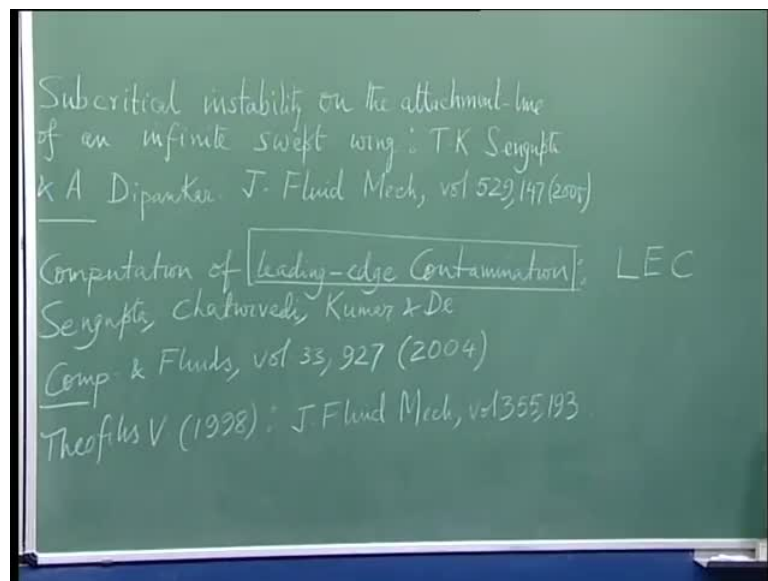 Subcritical instability on the attachment-line
of an infinite swept wing: TK Sengupta
& A Dipankar. J. Fluid Mech, vol 529, 147 (2005)
Computation of leading-edge Contamination: LEC
Sengupta, Chaturvedi, Kumar & De
Comp. & Fluids, vol 33, 927 (2004)
Theofilis V (1998): J. Fluid Mech, vol 355, 193.